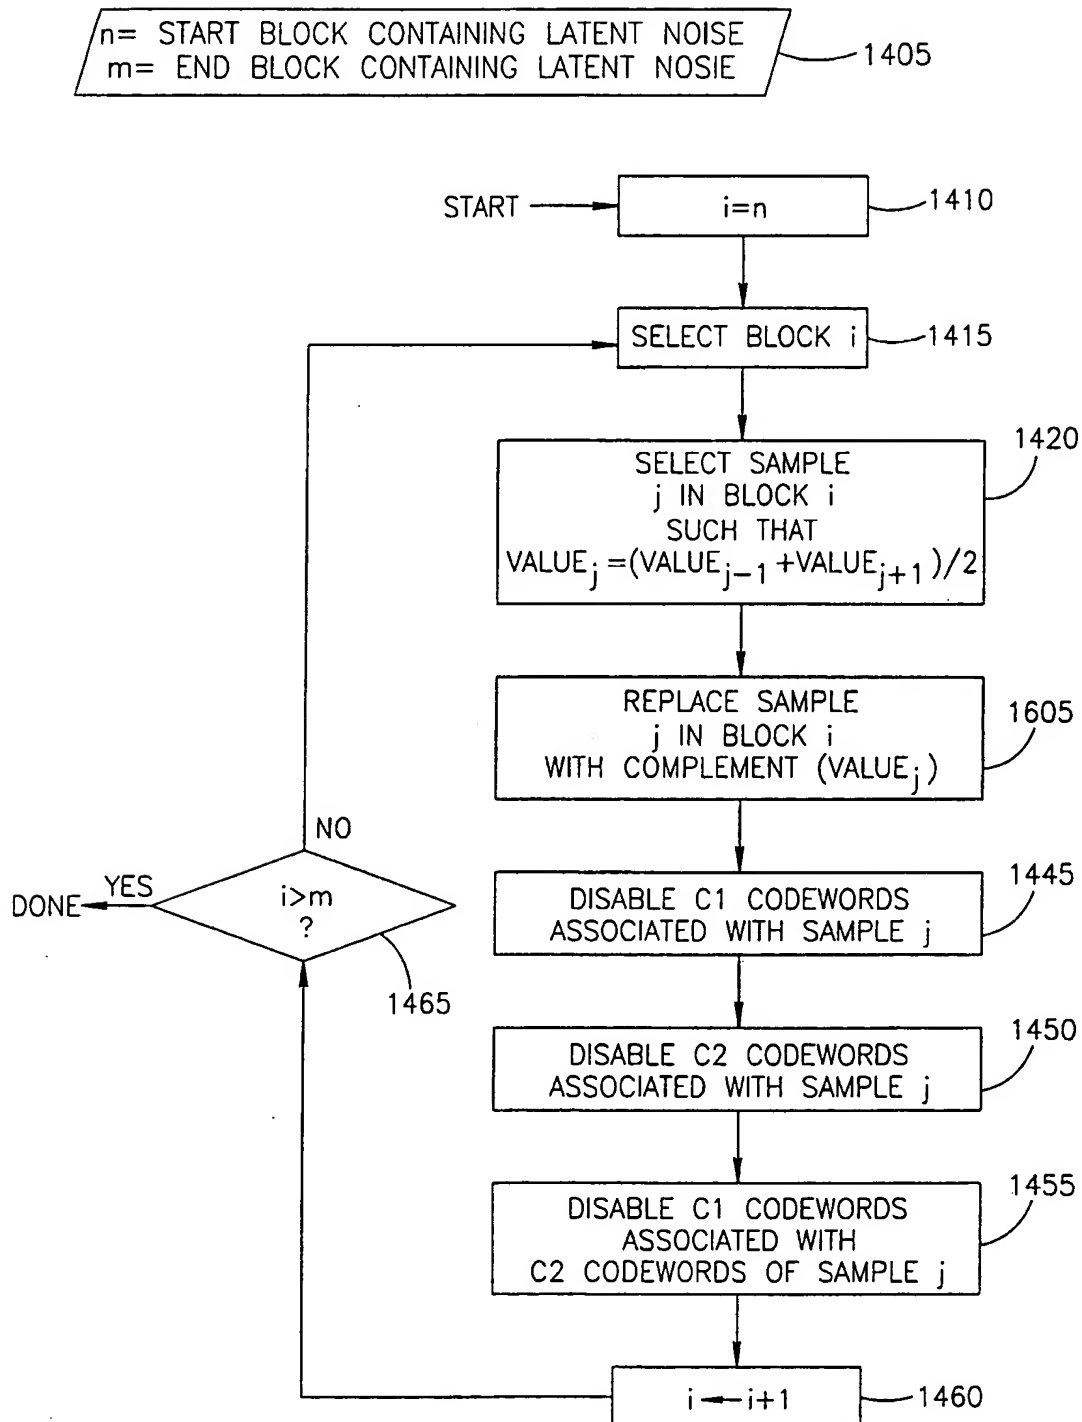 n= START BLOCK CONTAINING LATENT NOISE
m= END BLOCK CONTAINING LATENT NOSIE
1405
START
i=n
1410
SELECT BLOCK i
1415
SELECT SAMPLE
j IN BLOCK i
SUCH THAT
VALUE_j=(VALUE_{j-1}+VALUE_{j+1})/2
1420
REPLACE SAMPLE
j IN BLOCK i
WITH COMPLEMENT (VALUE_j)
1605
NO
DISABLE C1 CODEWORDS
ASSOCIATED WITH SAMPLE j
1445
DONE
YES
i>m
?
1465
DISABLE C2 CODEWORDS
ASSOCIATED WITH SAMPLE j
1450
DISABLE C1 CODEWORDS
ASSOCIATED WITH
C2 CODEWORDS OF SAMPLE j
1455
i←i+1
1460